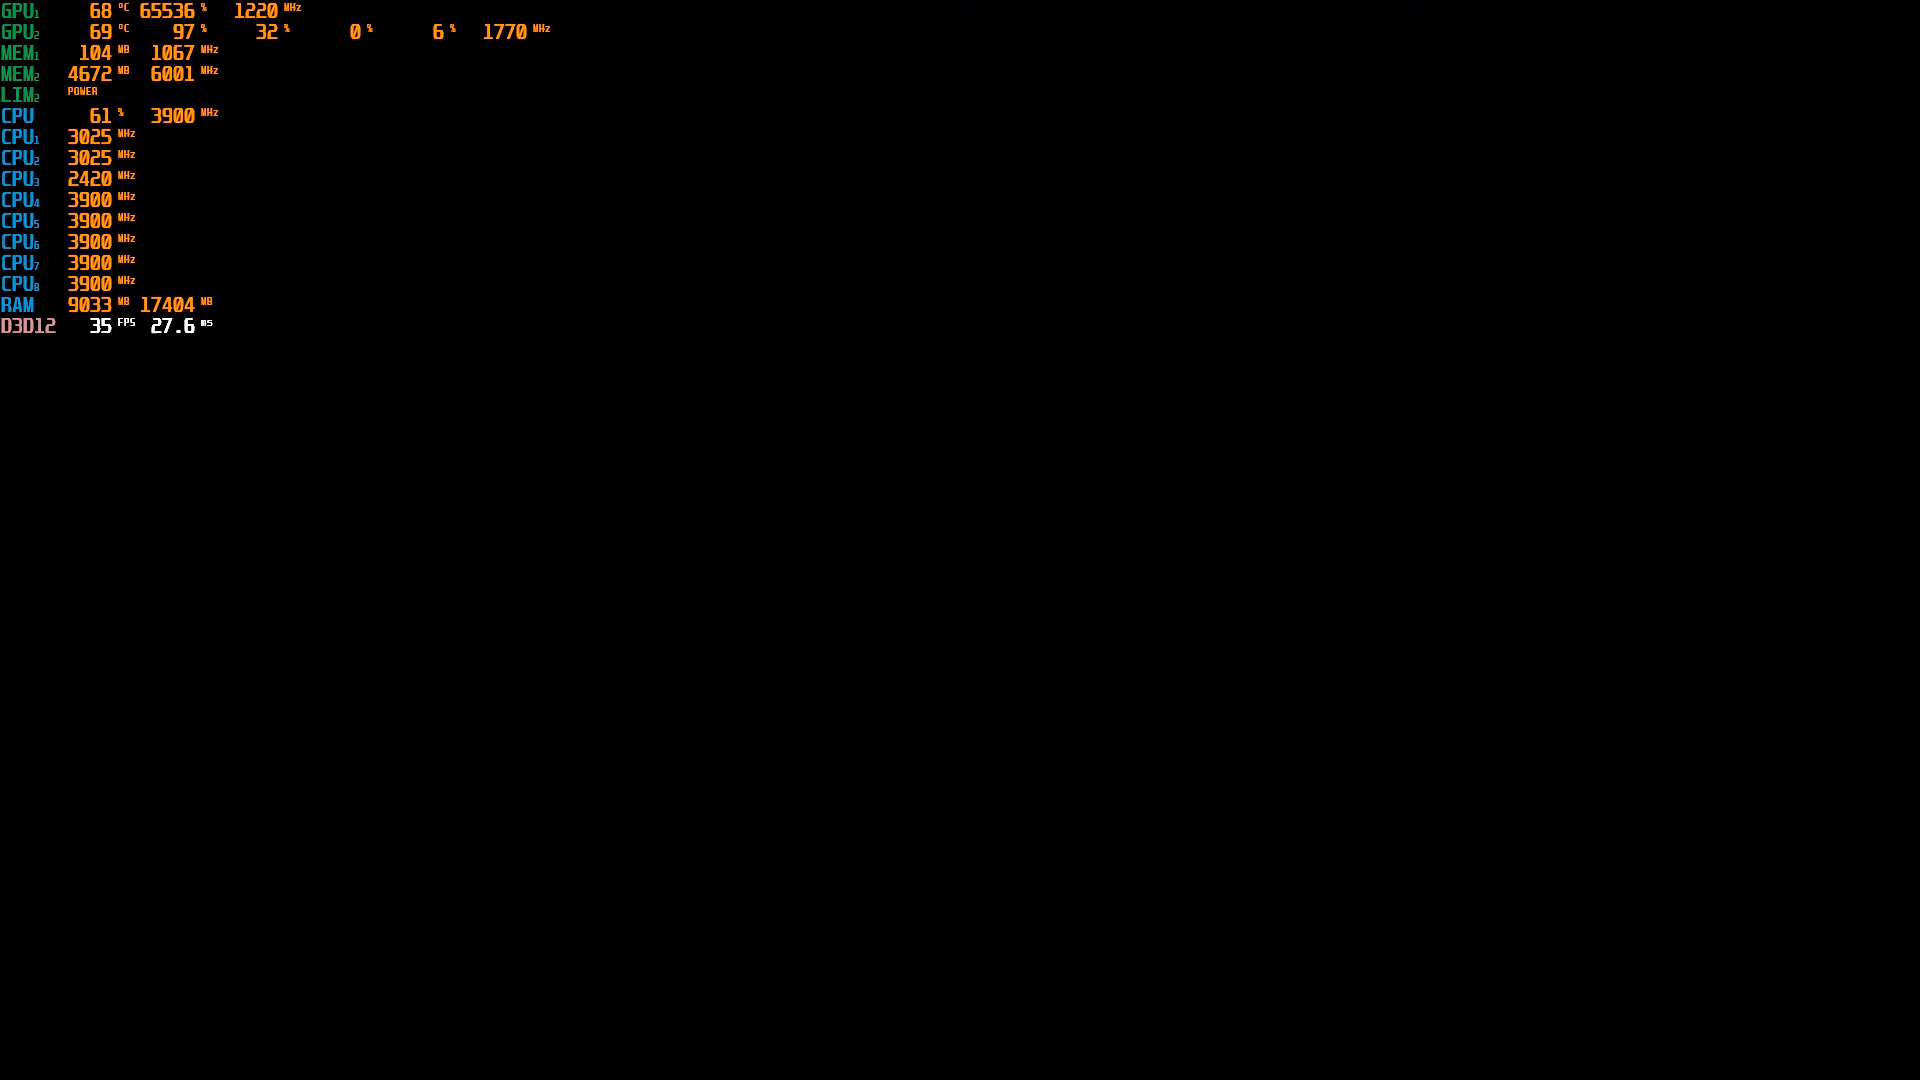 GPU1 68 °C 65536 % 1220 MHz
GPU2 69 °C 97 % 32 % 0 % 6 % 1770 MHz
MEM1 104 MB 1067 MHz
MEM2 4672 MB 6001 MHz
LIM2 POWER
CPU 61 % 3900 MHz
CPU1 3025 MHz
CPU2 3025 MHz
CPU3 2420 MHz
CPU4 3900 MHz
CPU5 3900 MHz
CPU6 3900 MHz
CPU7 3900 MHz
CPU8 3900 MHz
RAM 9033 MB 17404 MB
D3D12 35 FPS 27.6 ms